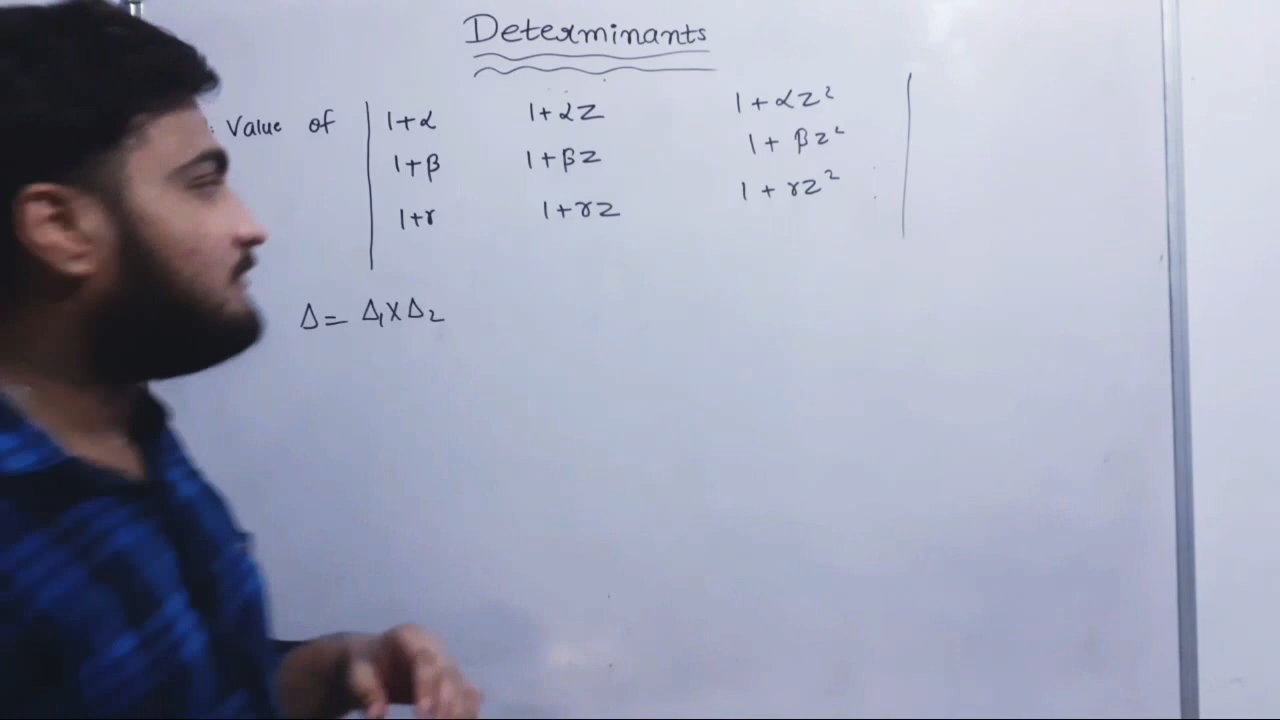 Determinants
: Value of | 1+α 1+αz 1+αz² |
1+β 1+βz 1+βz²
1+γ 1+γz 1+γz²
Δ = Δ₁ X Δ₂